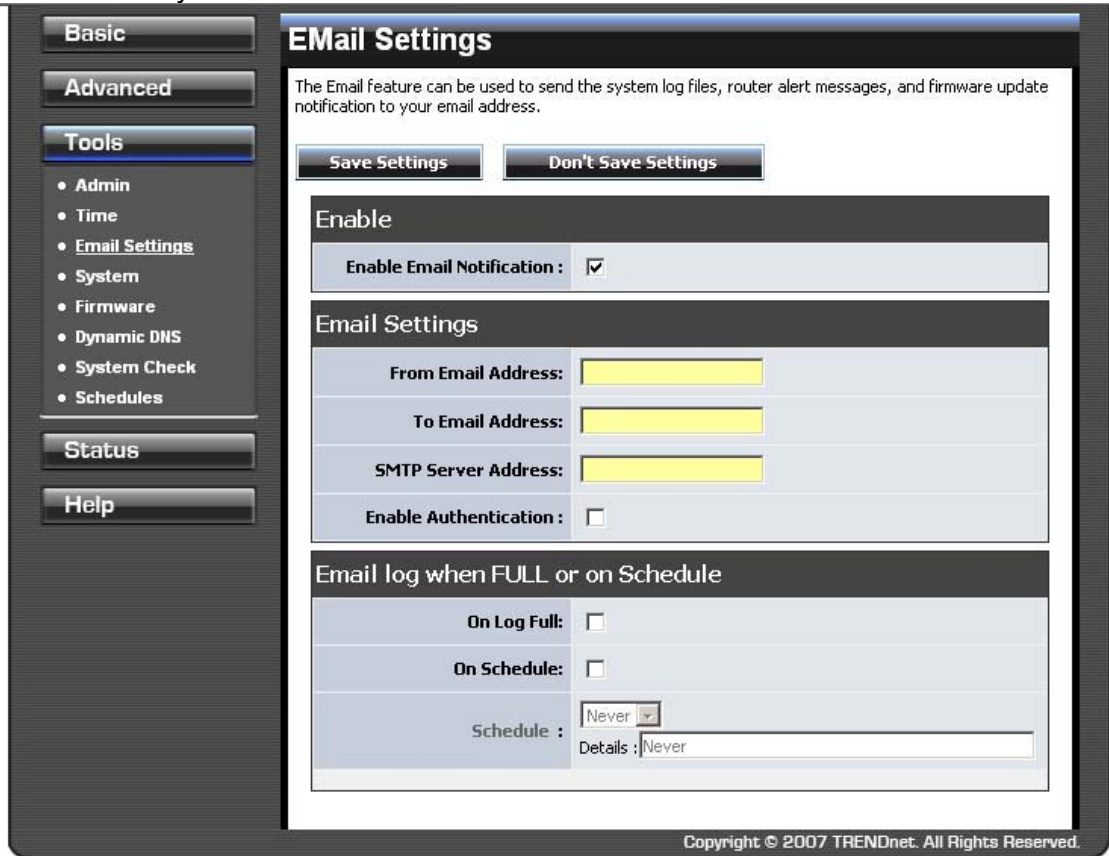 Basic
Advanced
Tools
• Admin
• Time
• Email Settings
• System
• Firmware
• Dynamic DNS
• System Check
• Schedules
Status
Help
EMail Settings
The Email feature can be used to send the system log files, router alert messages, and firmware update
notification to your email address.
Save Settings Don't Save Settings
Enable
Enable Email Notification :
Email Settings
From Email Address:
To Email Address:
SMTP Server Address:
Enable Authentication :
Email log when FULL or on Schedule
On Log Full:
On Schedule:
Schedule : Never
Details : Never
Copyright © 2007 TRENDnet. All Rights Reserved.